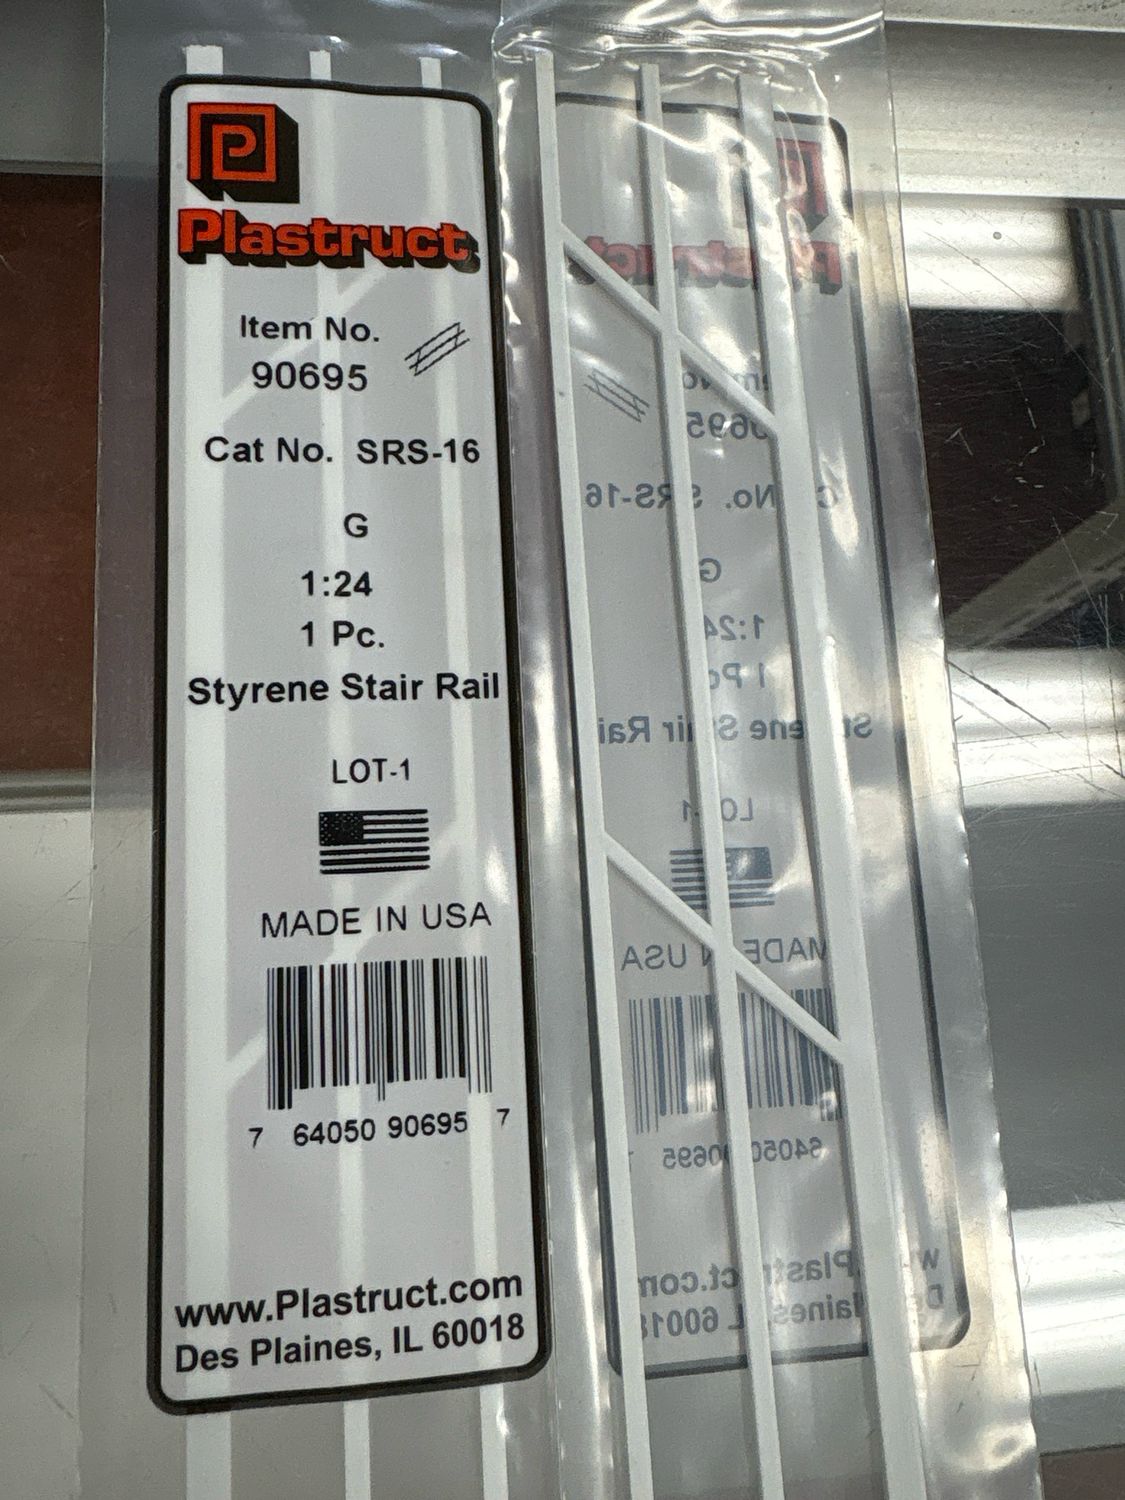 P
Plastruct
Item No.
90695
Cat No. SRS-16
G
1:24
1 Pc.
Styrene Stair Rail
LOT-1
MADE IN USA
7 64050 90695 7
www.Plastruct.com
Des Plaines, IL 60018